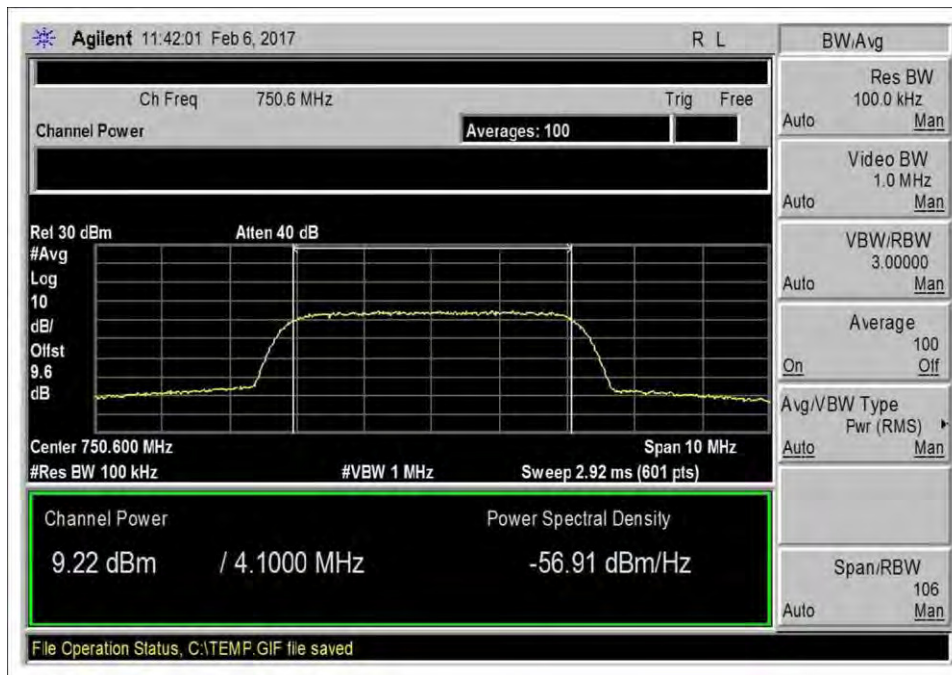 Agilent 11:42:01 Feb 6, 2017 R L
Ch Freq 750.6 MHz Trig Free
Channel Power Averages: 100
Ref 30 dBm Atten 40 dB
#Avg
Log
10
dB/
Offst
9.6
dB
Center 750.600 MHz Span 10 MHz
#Res BW 100 kHz #VBW 1 MHz Sweep 2.92 ms (601 pts)
Channel Power Power Spectral Density
9.22 dBm / 4.1000 MHz -56.91 dBm/Hz
File Operation Status, C:\TEMP.GIF file saved
BW/Avg
Res BW
100.0 kHz
Auto Man
Video BW
1.0 MHz
Auto Man
VBW/RBW
3.00000
Auto Man
Average
100
On Off
Avg/VBW Type
Pwr (RMS)
Auto Man
Span/RBW
106
Auto Man